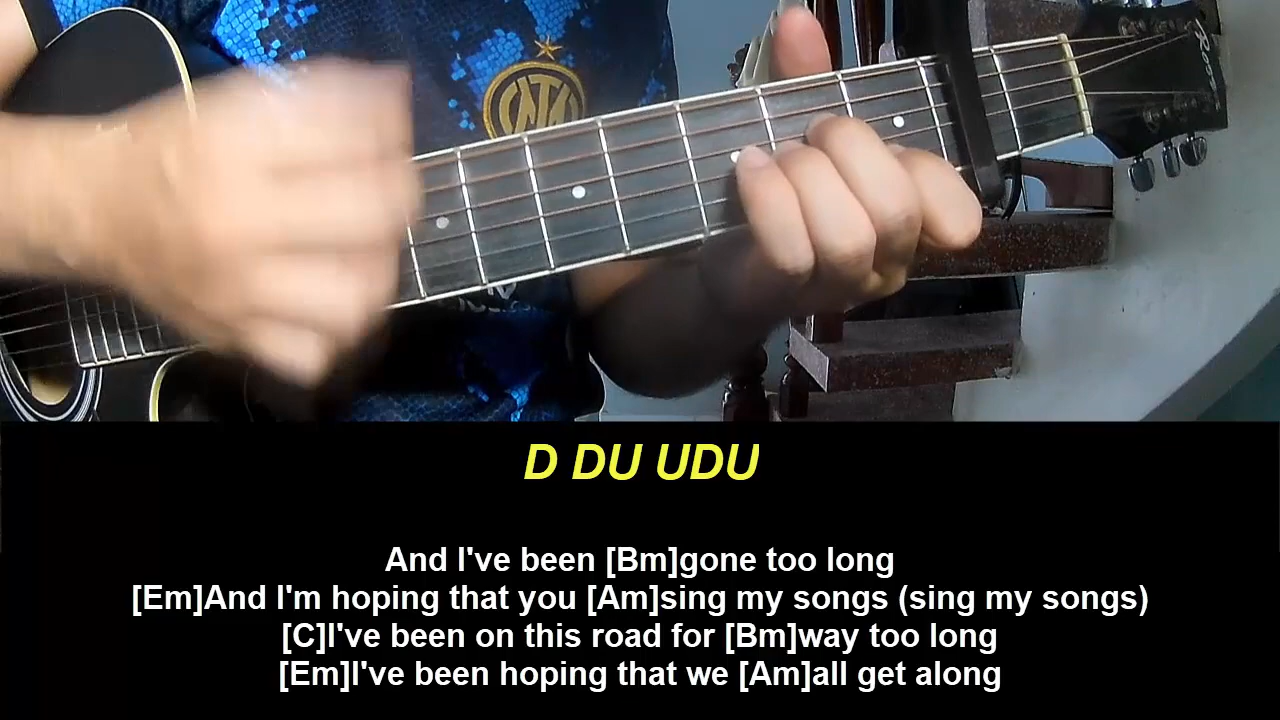 D DU UDU
And I've been [Bm]gone too long
[Em]And I'm hoping that you [Am]sing my songs (sing my songs)
[C]I've been on this road for [Bm]way too long
[Em]I've been hoping that we [Am]all get along